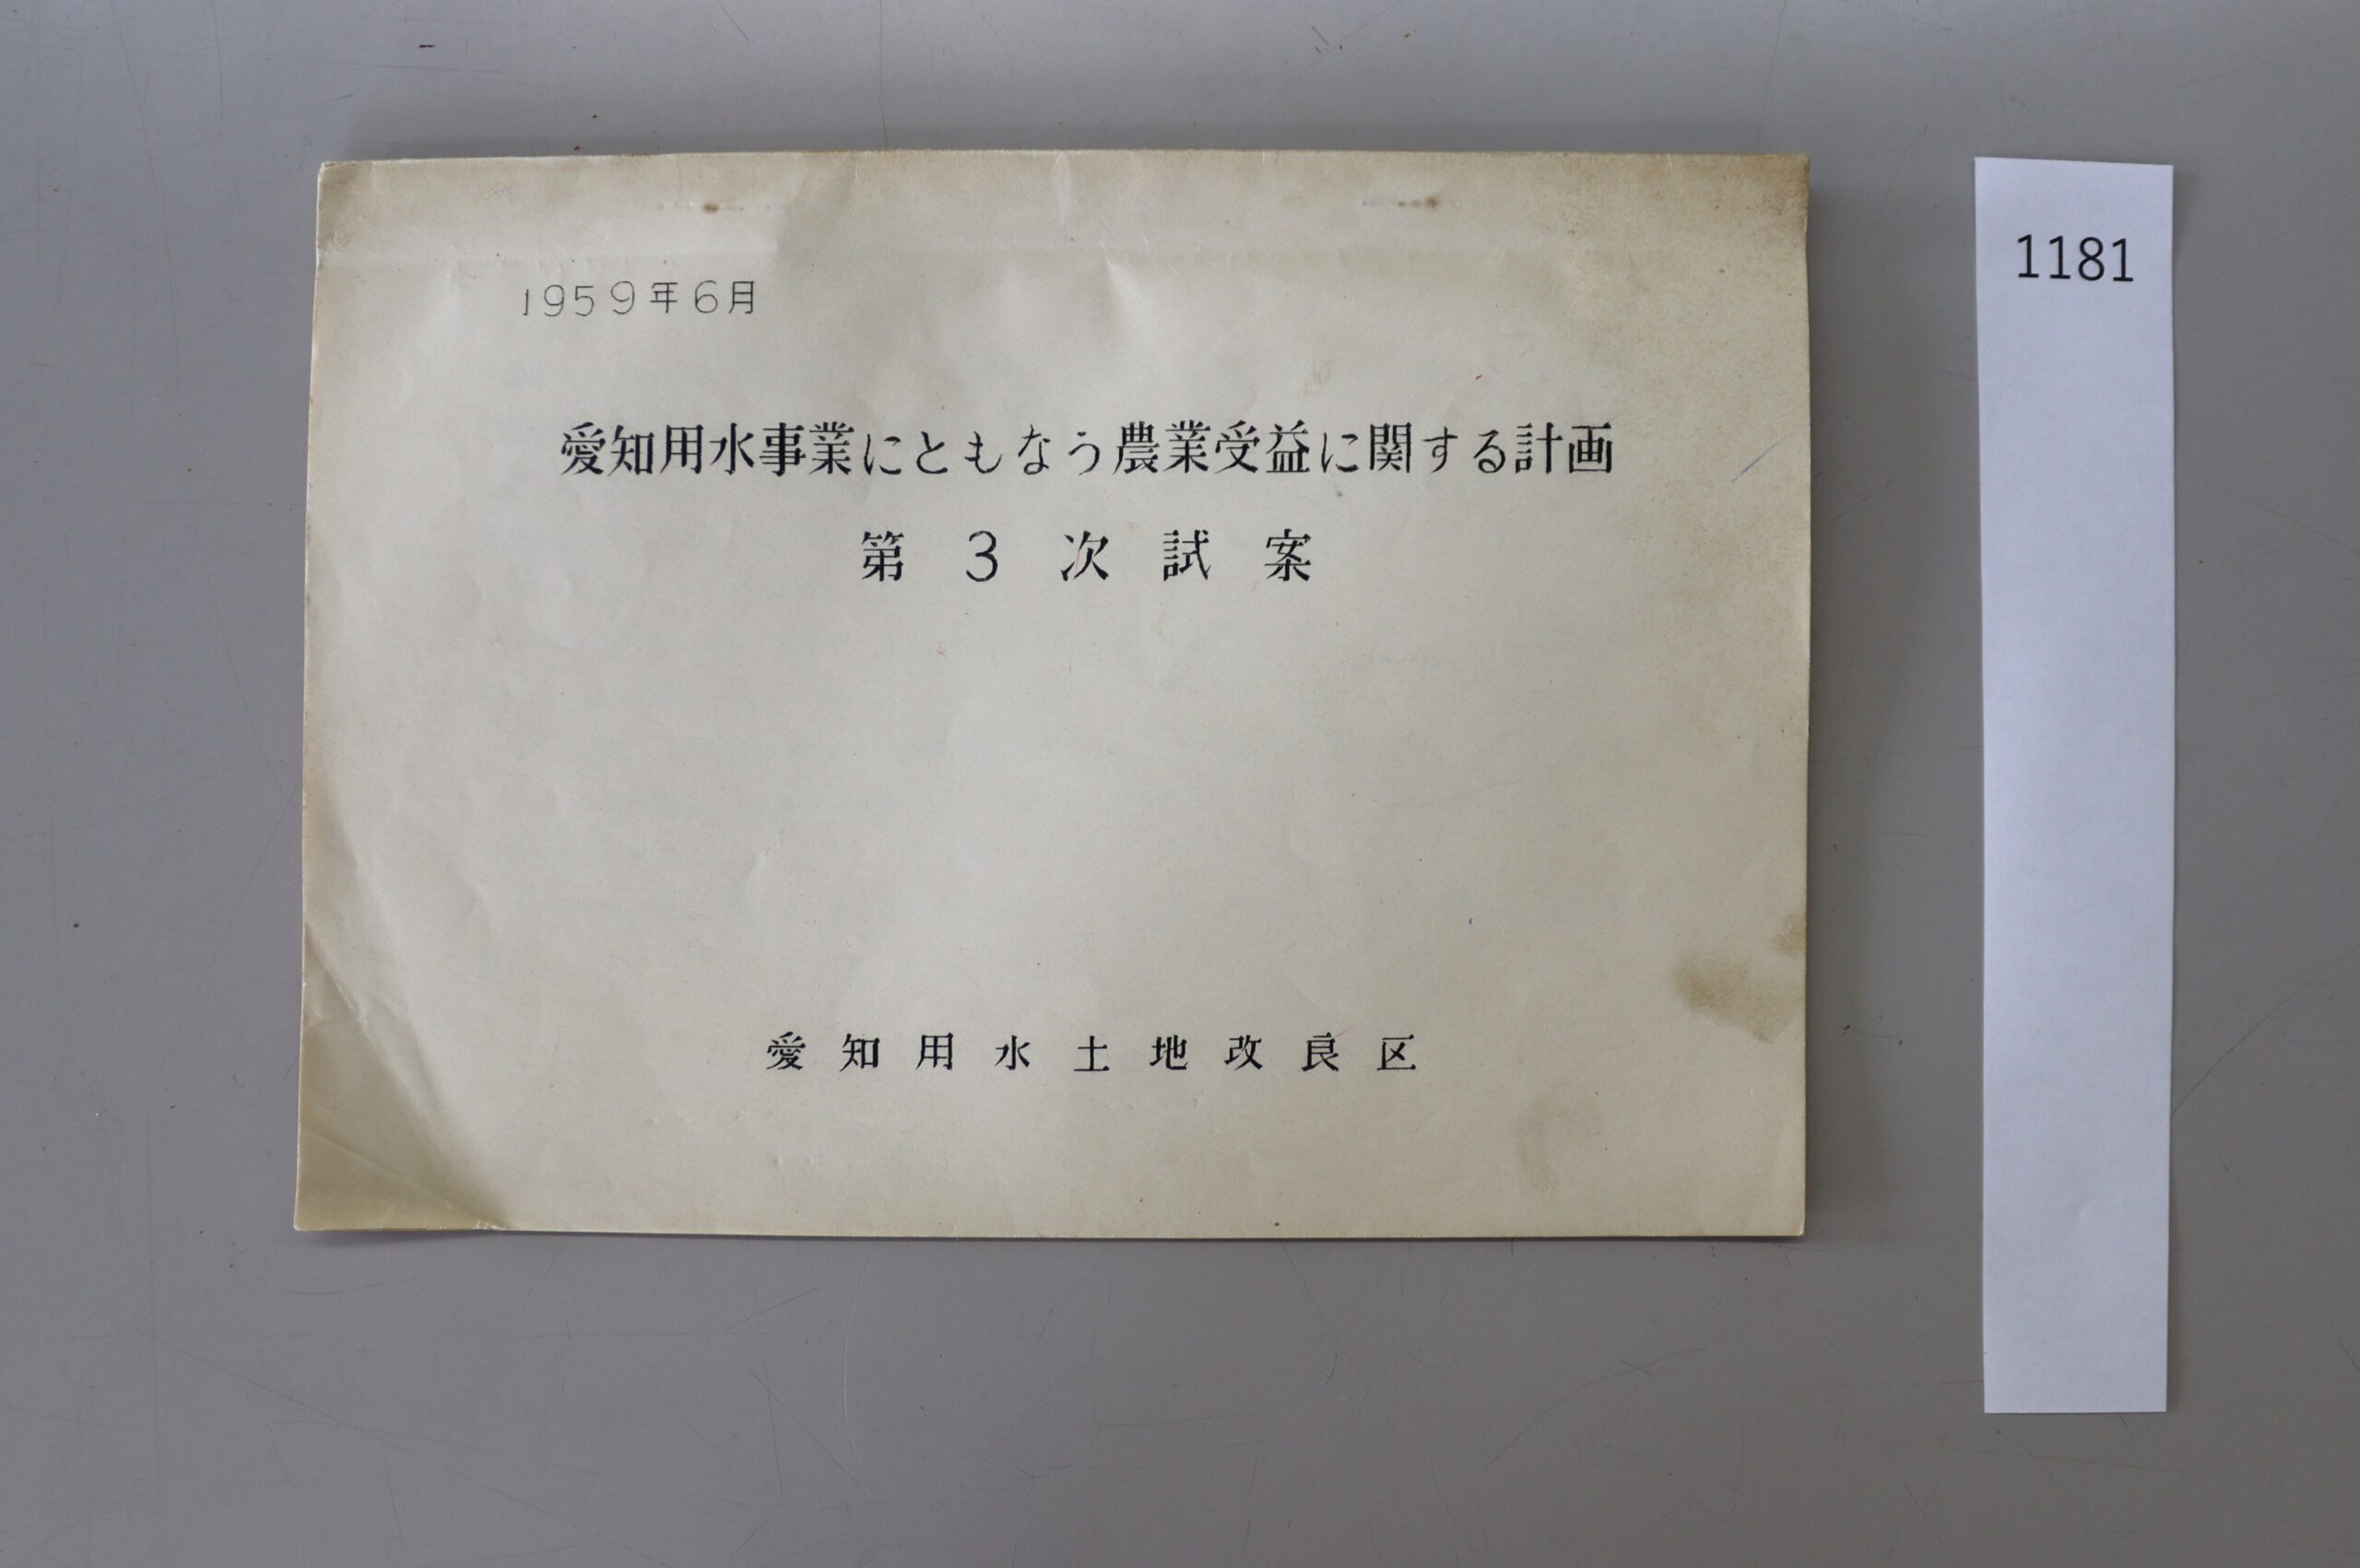 1959年6月
愛知用水事業にともなう農業受益に関する計画
第3次試案
愛知用水土地改良区
1181